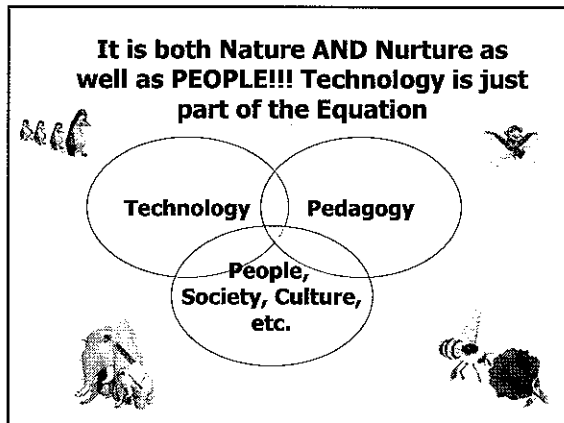 It is both Nature AND Nurture as
well as PEOPLE!!! Technology is just
part of the Equation
Technology
Pedagogy
People,
Society, Culture,
etc.